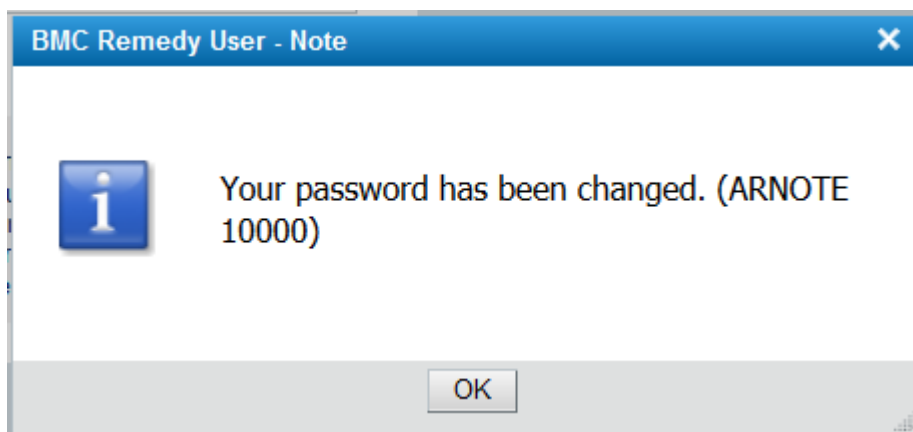 BMC Remedy User - Note
Your password has been changed. (ARNOTE
10000)
OK